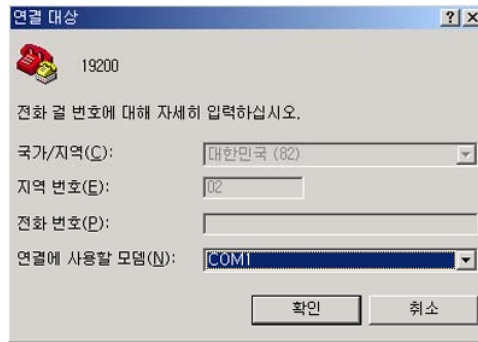 연결 대상
19200
전화 걸 번호에 대해 자세히 입력하십시오.
국가/지역(C): 대한민국 (82)
지역 번호(E): 02
전화 번호(P):
연결에 사용할 모뎀(N): COM1
확인 취소